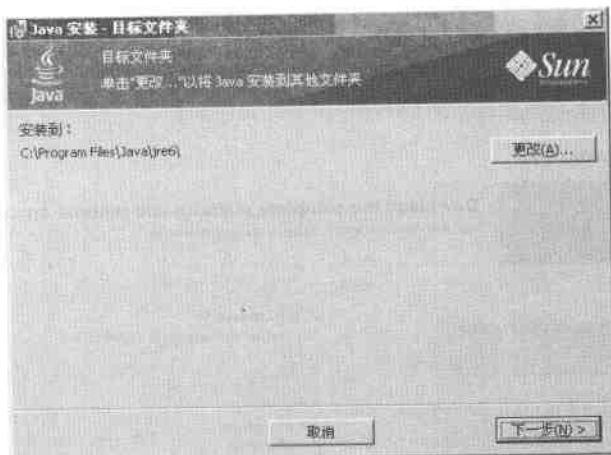 Java 安装 - 目标文件夹
目标文件夹
单击“更改...”以将 Java 安装到其他文件夹
Java
Sun
安装到：
C:\Program Files\Java\jre6\
更改(A)...
取消
下一步(N) >